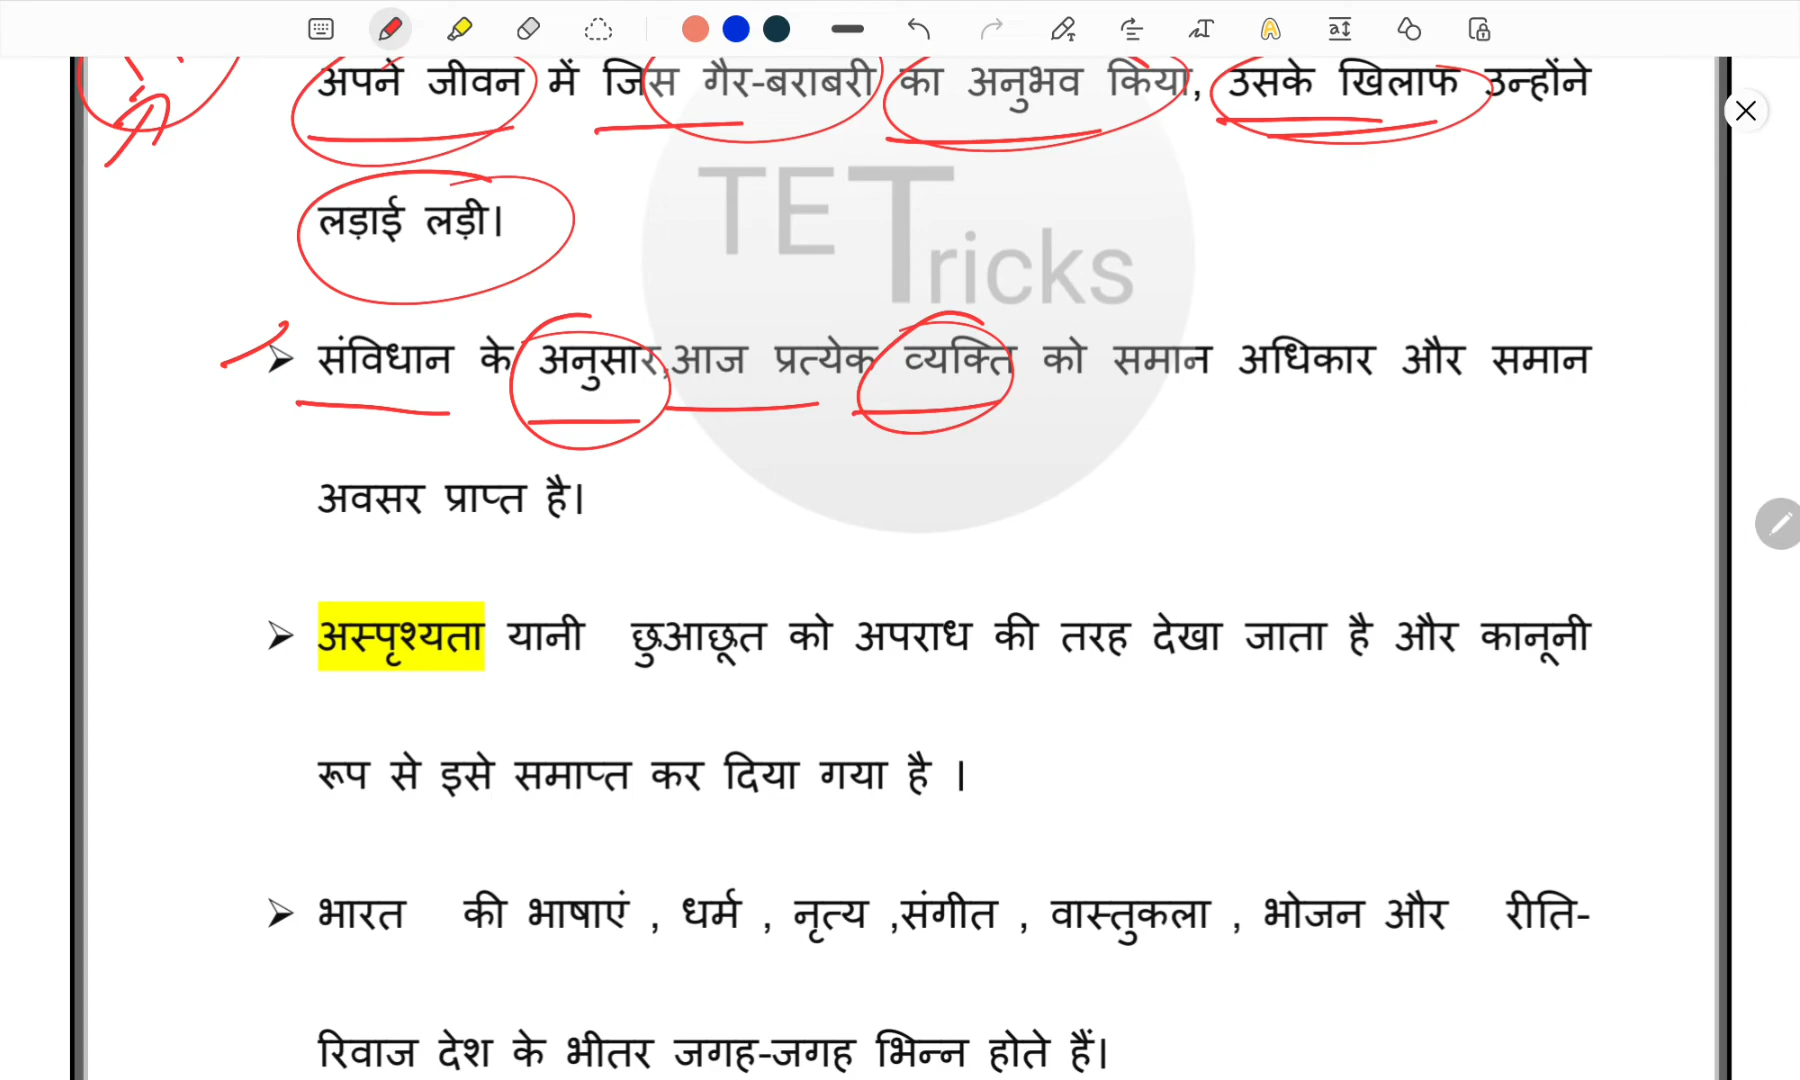 अपने जीवन में जिस गैर-बराबरी का अनुभव किया, उसके खिलाफ उन्होंने
लड़ाई लड़ी।
TETricks
➢ संविधान के अनुसार,आज प्रत्येक व्यक्ति को समान अधिकार और समान
अवसर प्राप्त है।
➢ अस्पृश्यता यानी छुआछूत को अपराध की तरह देखा जाता है और कानूनी
रूप से इसे समाप्त कर दिया गया है ।
➢ भारत की भाषाएं , धर्म , नृत्य ,संगीत , वास्तुकला , भोजन और रीति-
रिवाज देश के भीतर जगह-जगह भिन्न होते हैं।